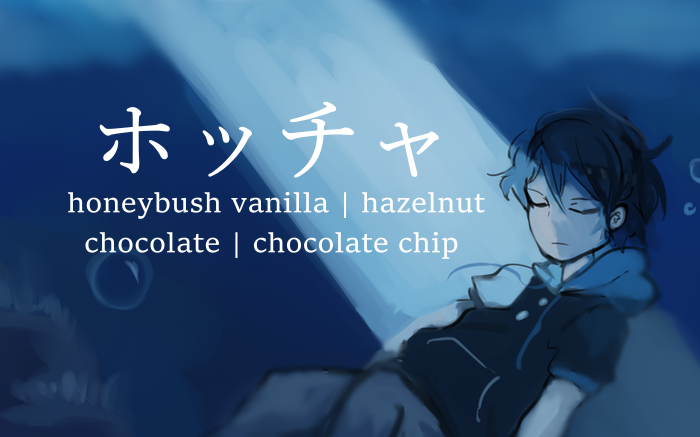 ホッチャ
honeybush vanilla | hazelnut
chocolate | chocolate chip